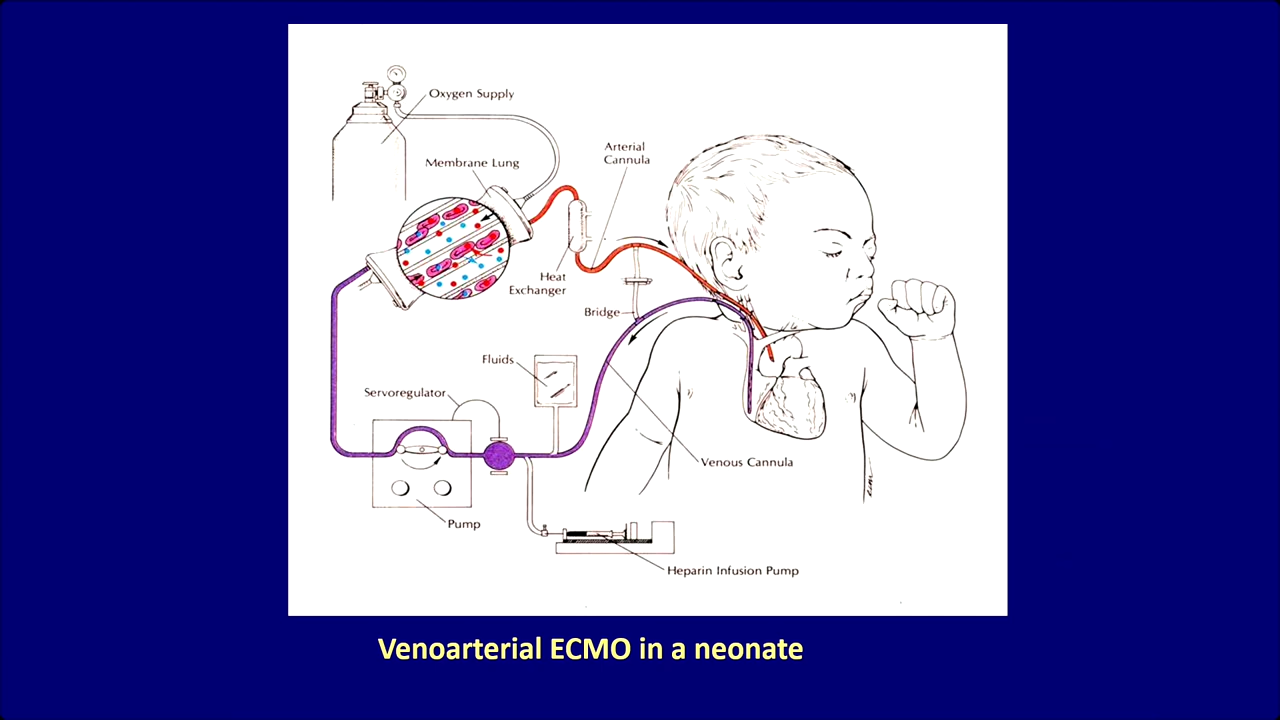 Oxygen Supply
Membrane Lung
Arterial
Cannula
Heat
Exchanger
Bridge
Fluids
Servoregulator
Venous Cannula
Pump
Heparin Infusion Pump
Venoarterial ECMO in a neonate